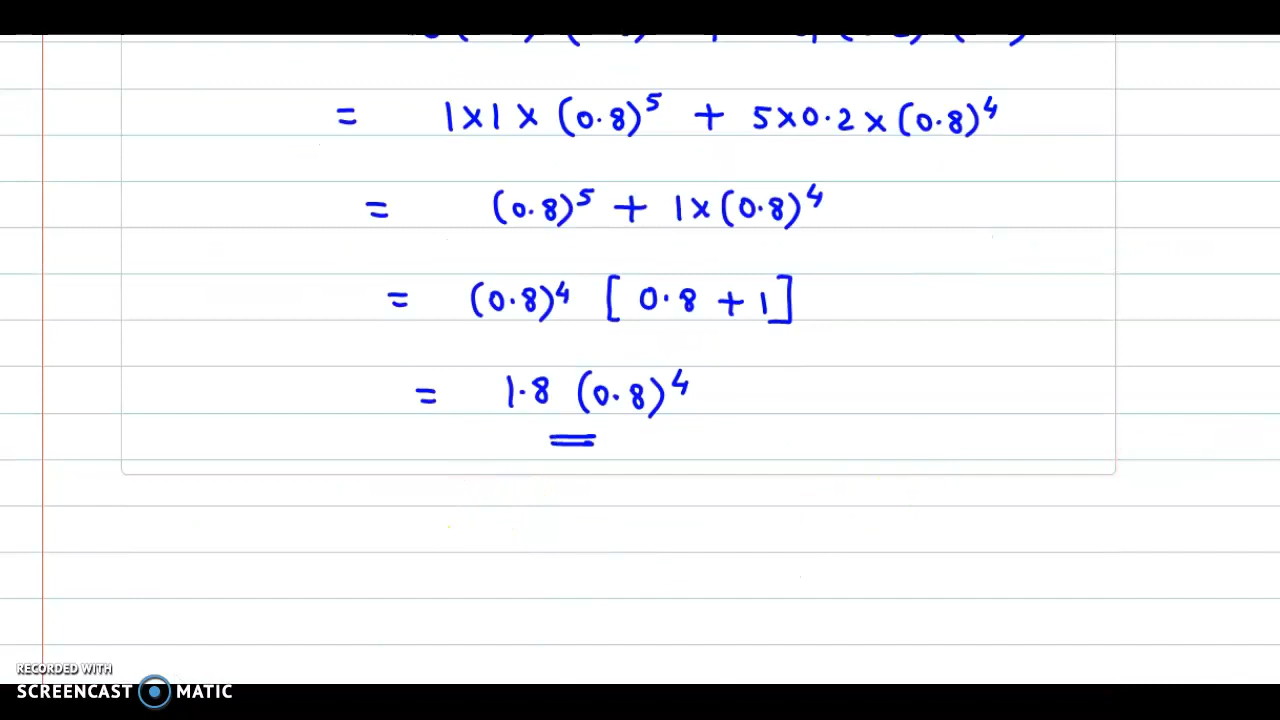 = 1 x 1 x (0.8)^5 + 5 x 0.2 x (0.8)^4
= (0.8)^5 + 1 x (0.8)^4
= (0.8)^4 [0.8 + 1]
= 1.8 (0.8)^4
RECORDED WITH
SCREENCAST MATIC